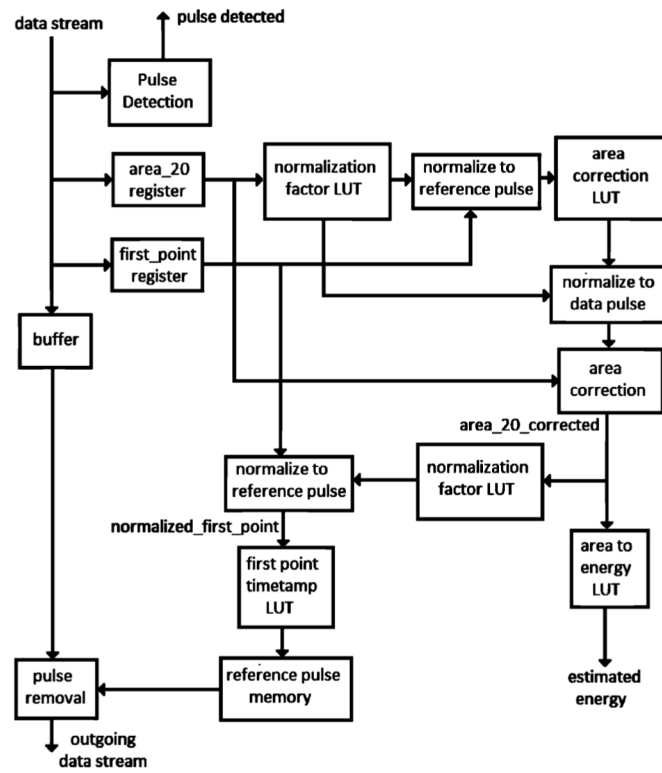 data stream
pulse detected
Pulse
Detection
area_20
register
normalization
factor LUT
normalize to
reference pulse
area
correction
LUT
first_point
register
normalize to
data pulse
buffer
area
correction
area_20_corrected
normalize to
reference pulse
normalization
factor LUT
normalized_first_point
first point
timetamp
LUT
area to
energy
LUT
pulse
removal
reference pulse
memory
estimated
energy
outgoing
data stream